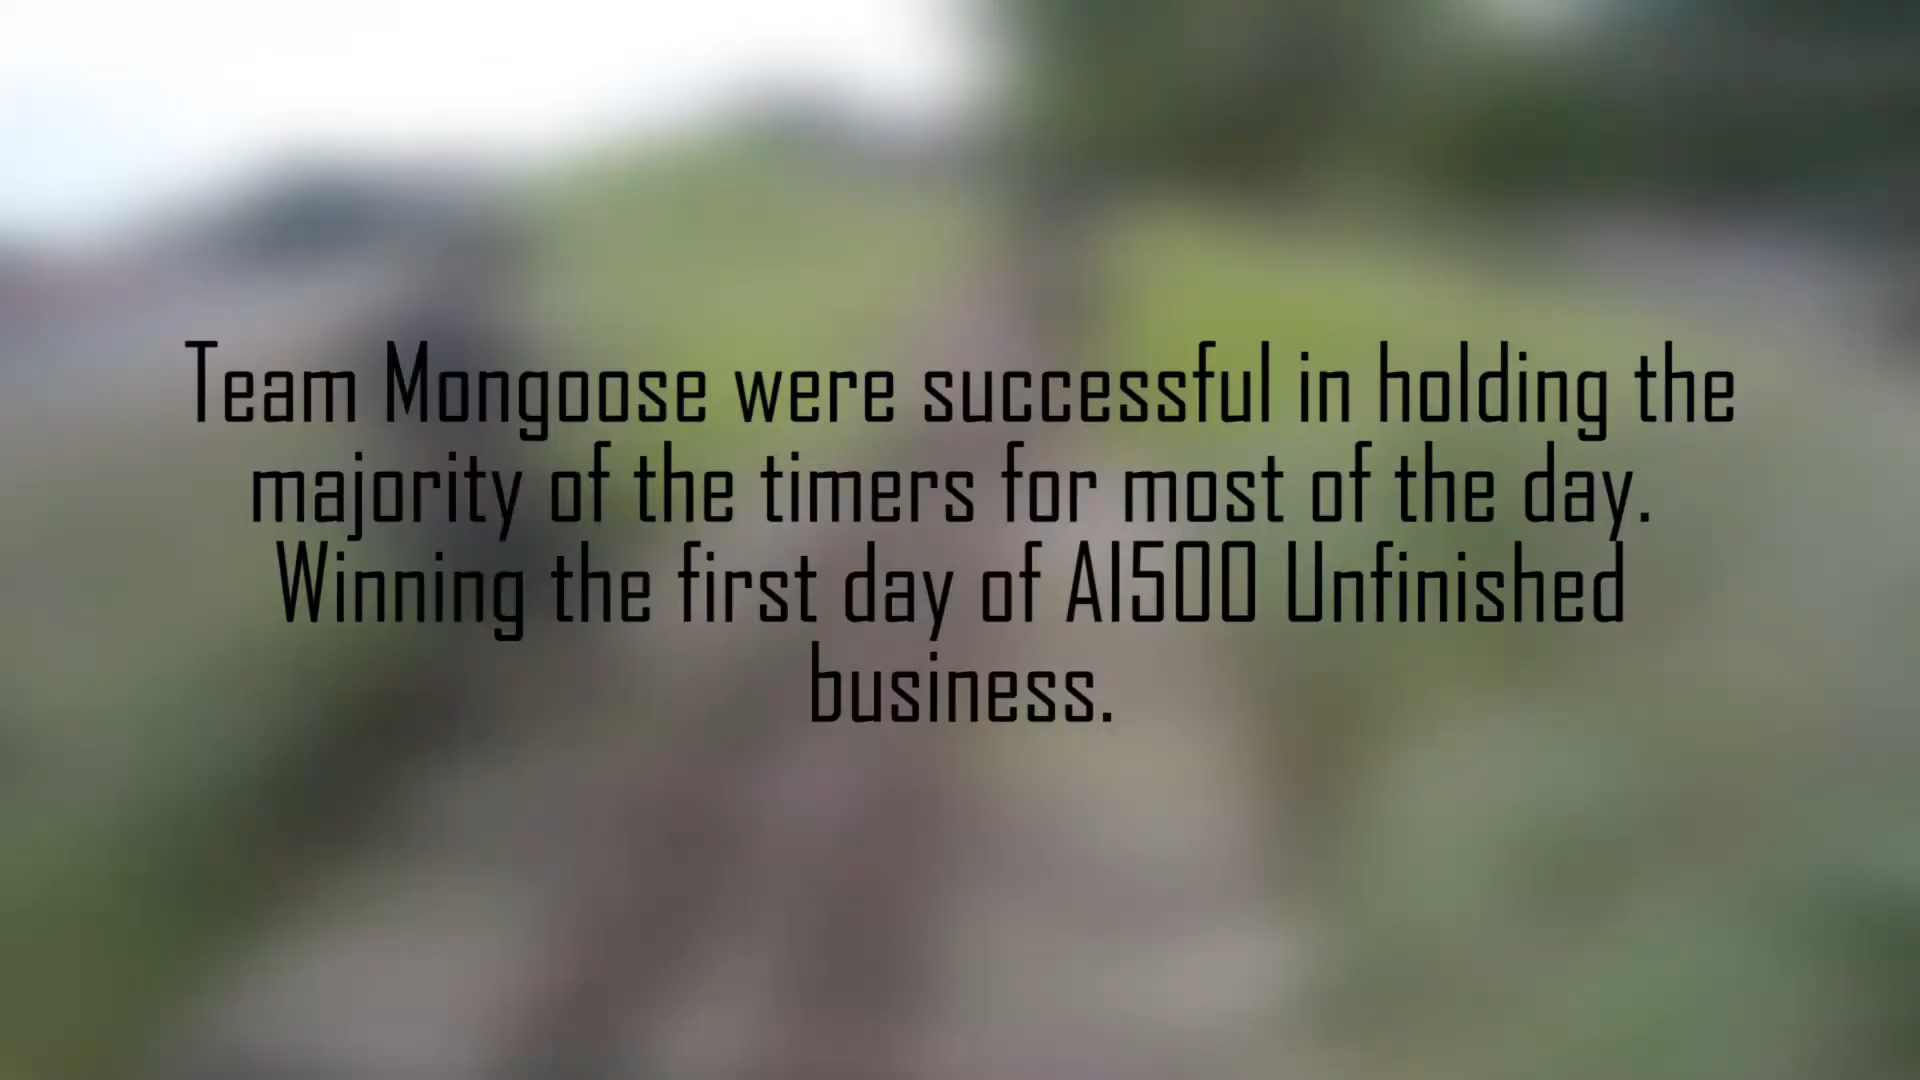 Team Mongoose were successful in holding the
majority of the timers for most of the day.
Winning the first day of AI500 Unfinished
business.